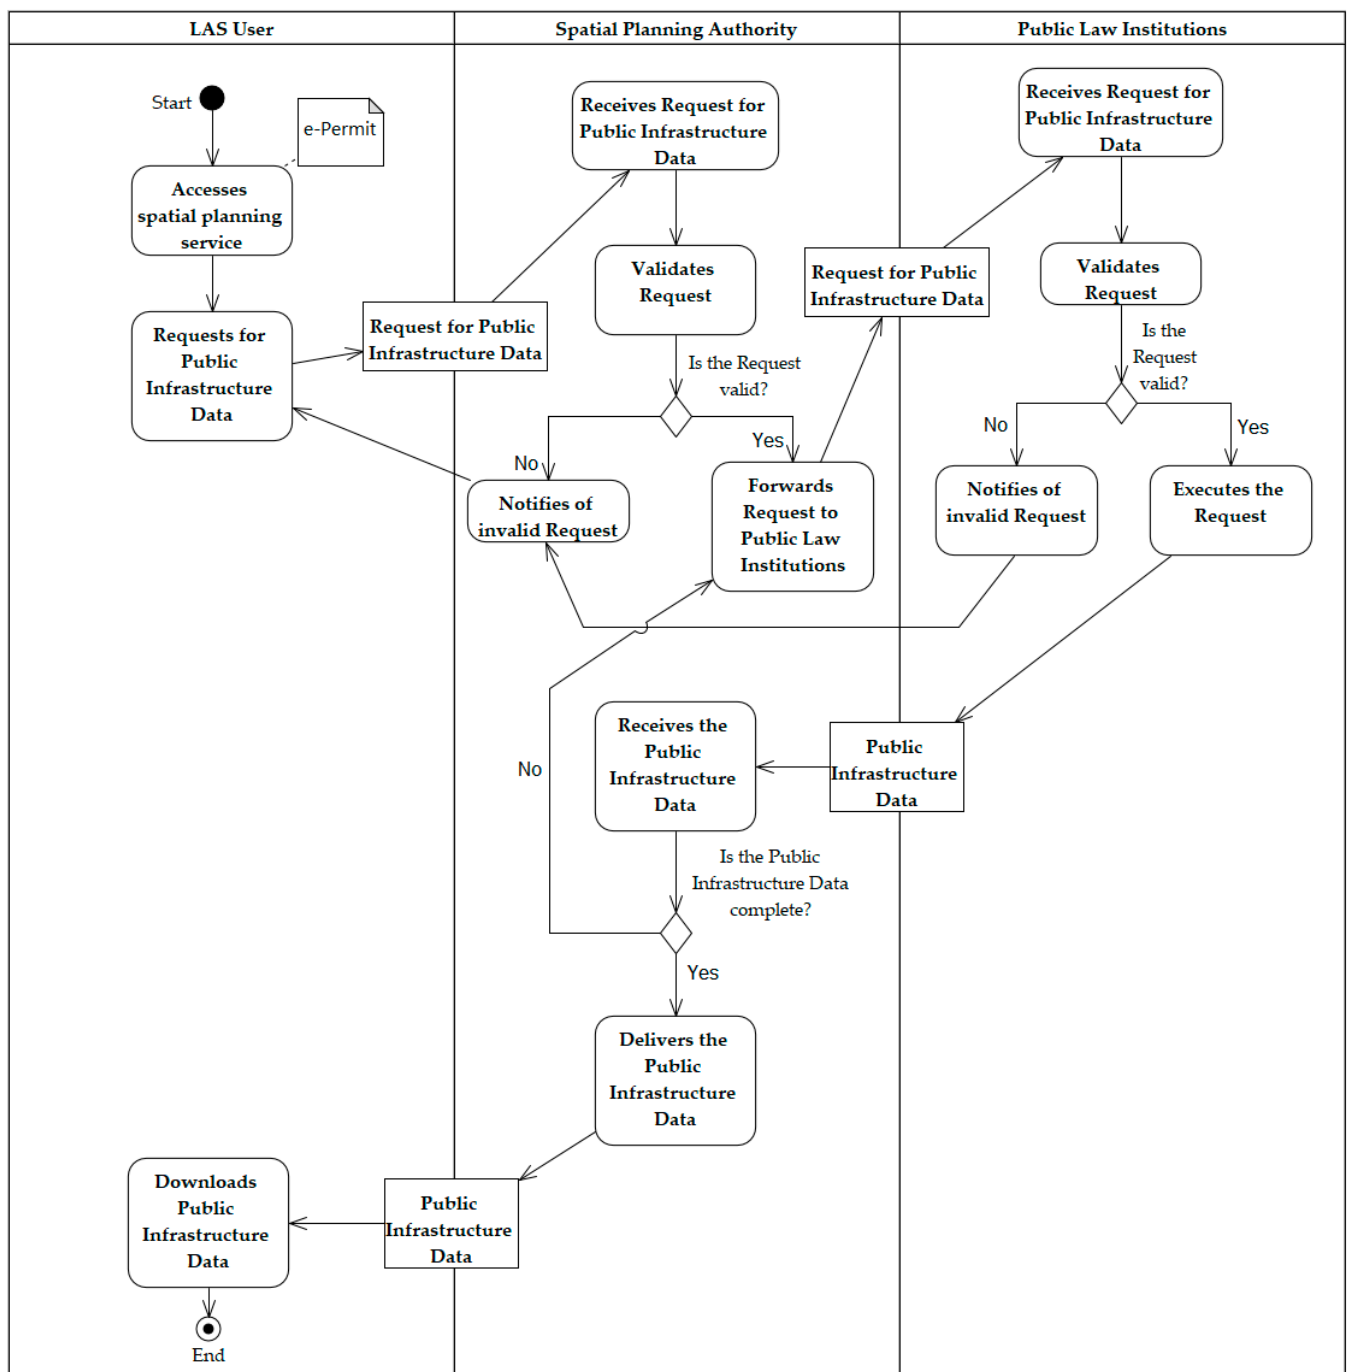 LAS User
Spatial Planning Authority
Public Law Institutions
Start
e-Permit
Accesses
spatial planning
service
Requests for
Public
Infrastructure
Data
Request for Public
Infrastructure Data
Receives Request for
Public Infrastructure
Data
Validates
Request
Is the Request
valid?
No
Yes
Notifies of
invalid Request
Forwards
Request to
Public Law
Institutions
Request for Public
Infrastructure Data
Receives Request for
Public Infrastructure
Data
Validates
Request
Is the
Request
valid?
No
Yes
Notifies of
invalid Request
Executes the
Request
Public
Infrastructure
Data
Receives the
Public
Infrastructure
Data
No
Is the Public
Infrastructure Data
complete?
Yes
Delivers the
Public
Infrastructure
Data
Public
Infrastructure
Data
Downloads
Public
Infrastructure
Data
End